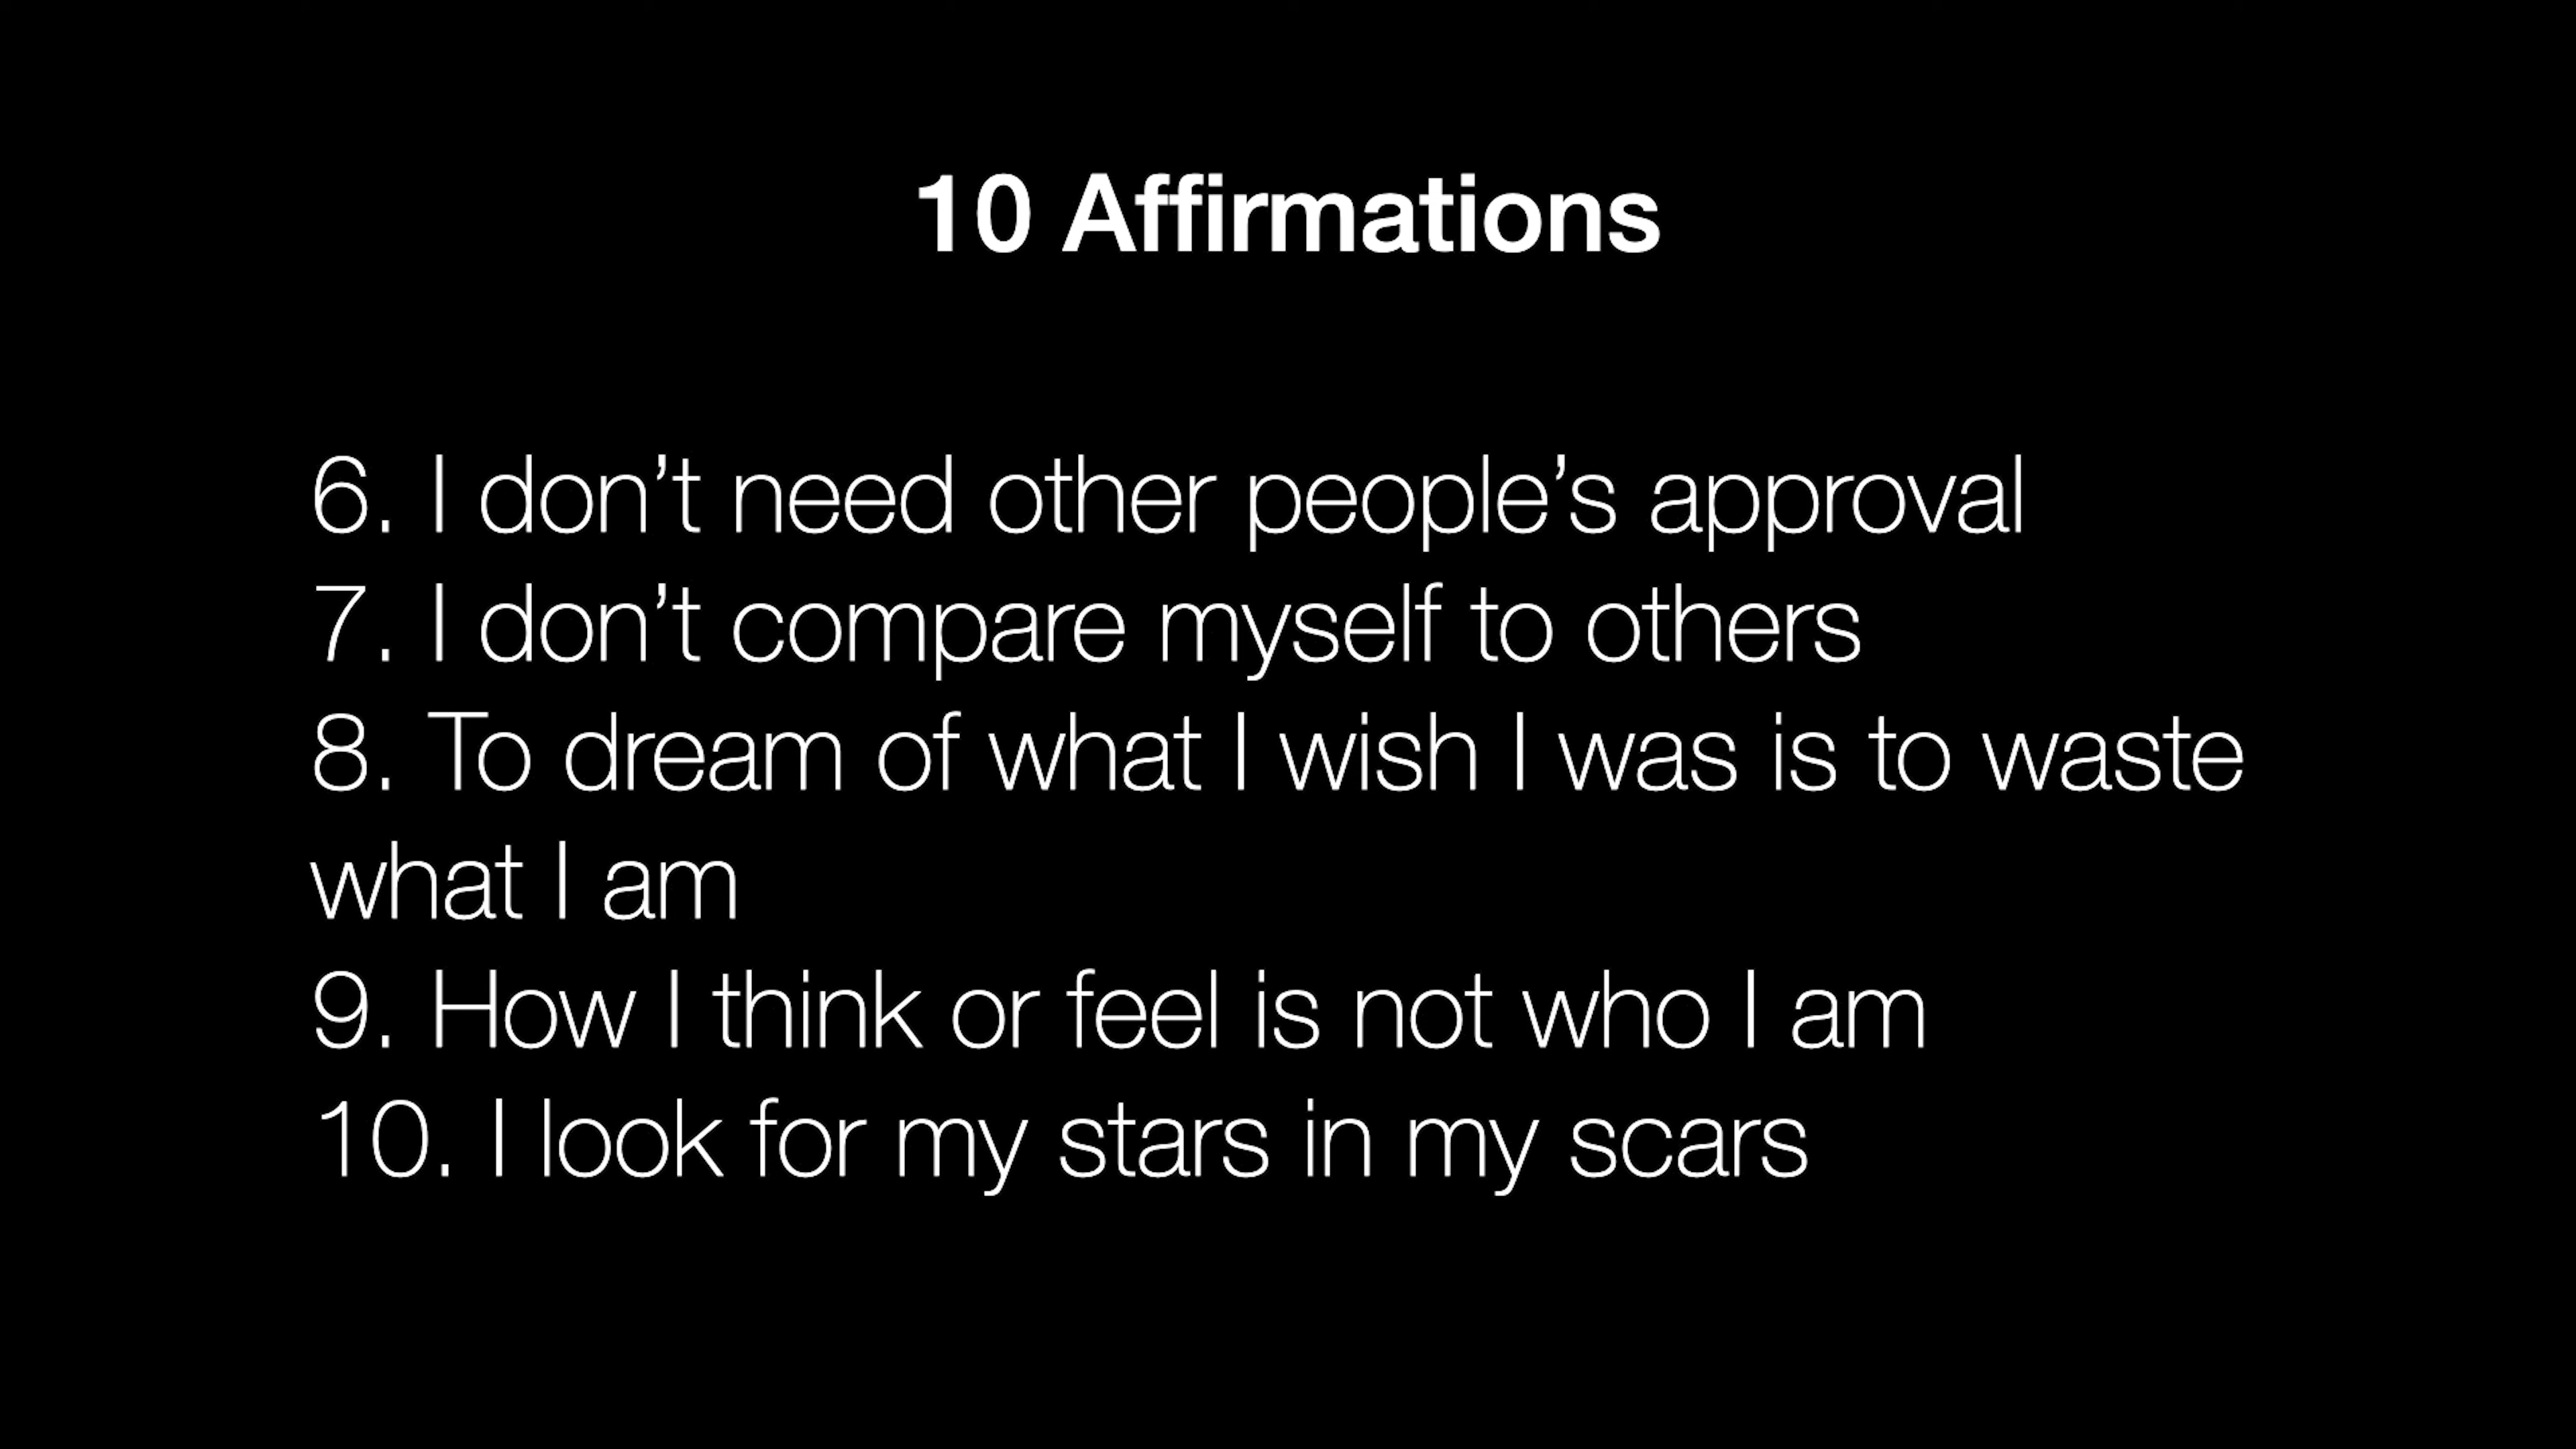 10 Affirmations
6. I don’t need other people’s approval
7. I don’t compare myself to others
8. To dream of what I wish I was is to waste
what I am
9. How I think or feel is not who I am
10. I look for my stars in my scars